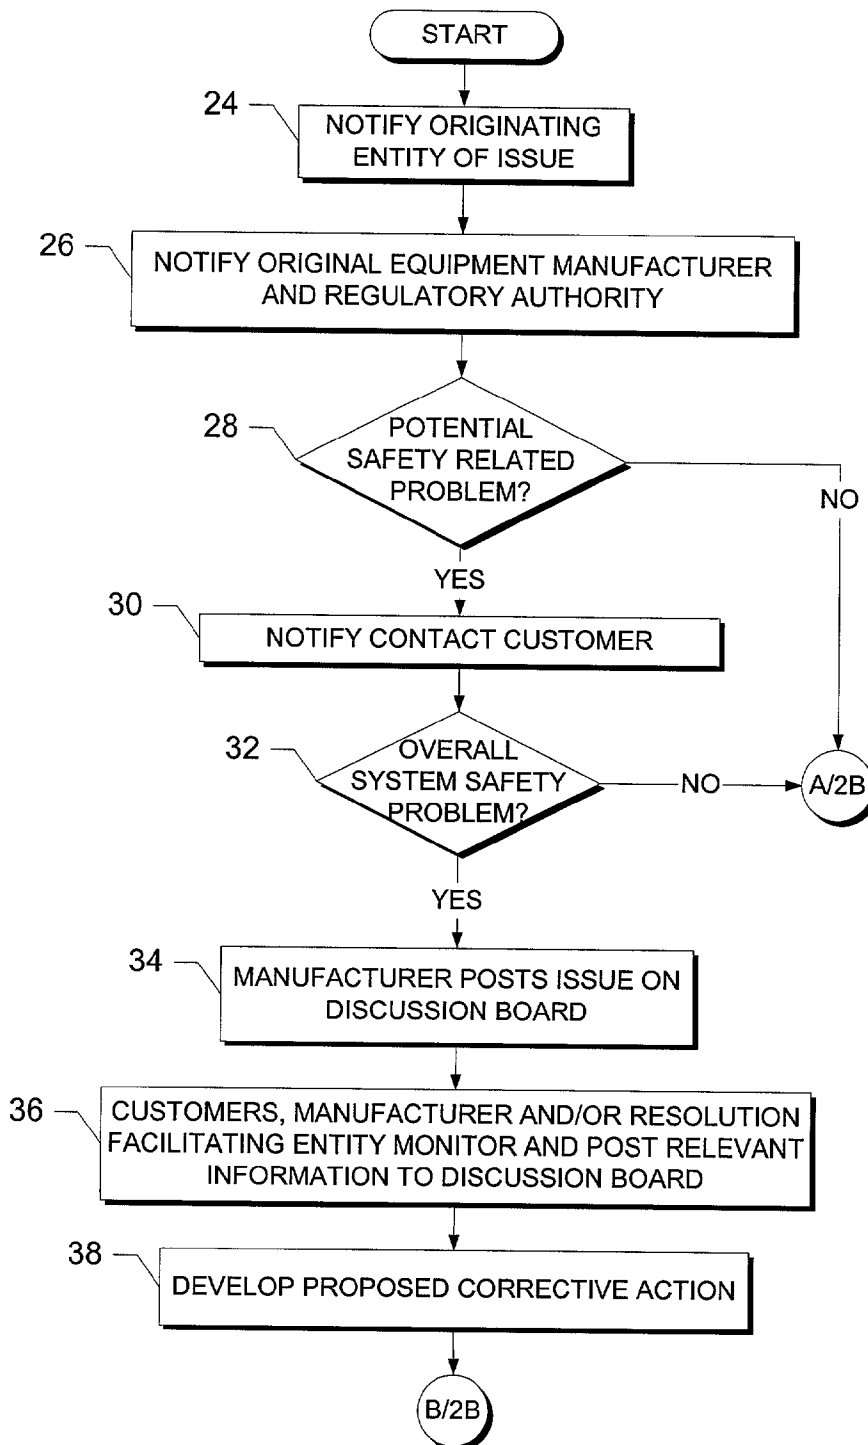 START
24
NOTIFY ORIGINATING
ENTITY OF ISSUE
26
NOTIFY ORIGINAL EQUIPMENT MANUFACTURER
AND REGULATORY AUTHORITY
28
POTENTIAL
SAFETY RELATED
PROBLEM?
NO
YES
30
NOTIFY CONTACT CUSTOMER
32
OVERALL
SYSTEM SAFETY
PROBLEM?
NO
A/2B
YES
34
MANUFACTURER POSTS ISSUE ON
DISCUSSION BOARD
36
CUSTOMERS, MANUFACTURER AND/OR RESOLUTION
FACILITATING ENTITY MONITOR AND POST RELEVANT
INFORMATION TO DISCUSSION BOARD
38
DEVELOP PROPOSED CORRECTIVE ACTION
B/2B